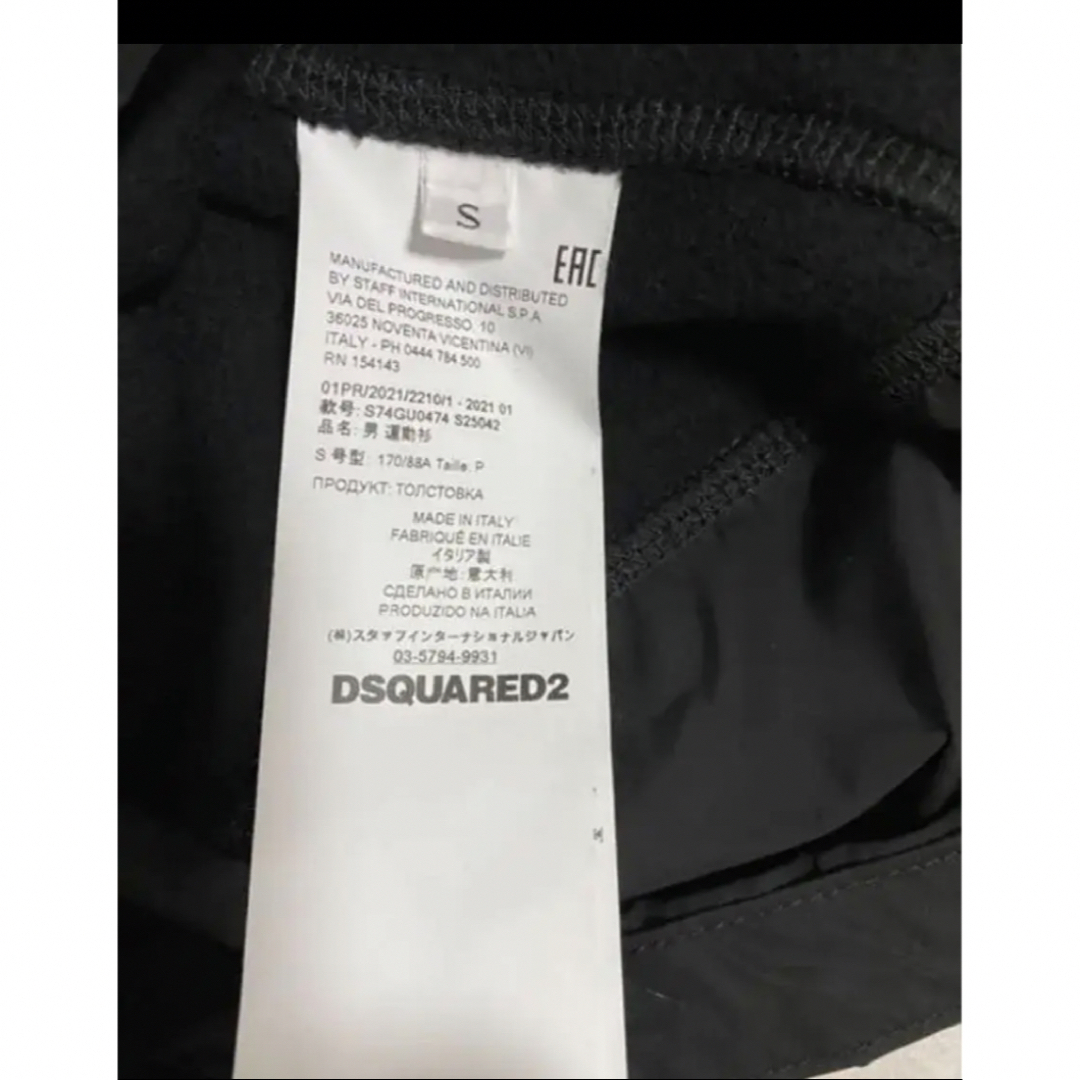 S
EAC
MANUFACTURED AND DISTRIBUTED
BY STAFF INTERNATIONAL S.P.A.
VIA DEL PROGRESSO, 10
36025 NOVENTA VICENTINA (VI)
ITALY - PH 0444 784 500
RN 154143
01PR/2021/2210/1 - 2021 01
款号: S74GU0474 S25042
品名: 男 運動衫
S 号型: 170/88A Taille: P
ПРОДУКТ: ТОЛСТОВКА
MADE IN ITALY
FABRIQUÉ EN ITALIE
イタリア製
原产地: 意大利
СДЕЛАНО В ИТАЛИИ
PRODUZIDO NA ITALIA
(株)スタッフインターナショナルジャパン
03-5794-9931
DSQUARED2